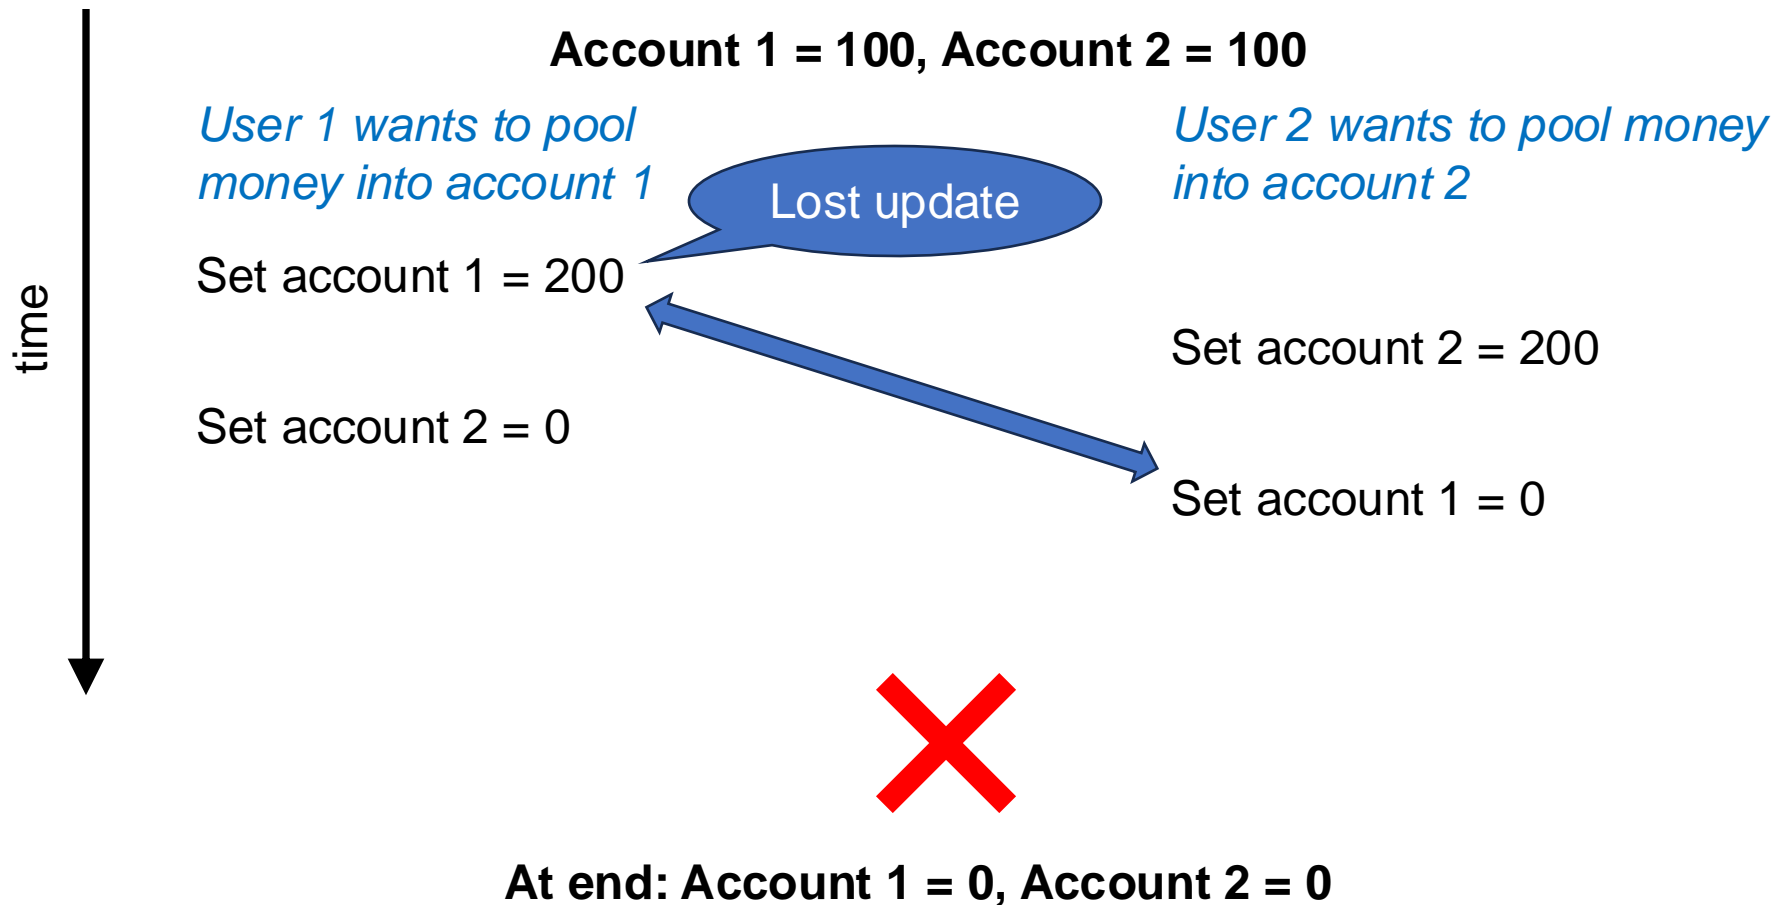 Account 1 = 100, Account 2 = 100
User 1 wants to pool
money into account 1
User 2 wants to pool money
into account 2
Lost update
Set account 1 = 200
time
Set account 2 = 200
Set account 2 = 0
Set account 1 = 0
At end: Account 1 = 0, Account 2 = 0